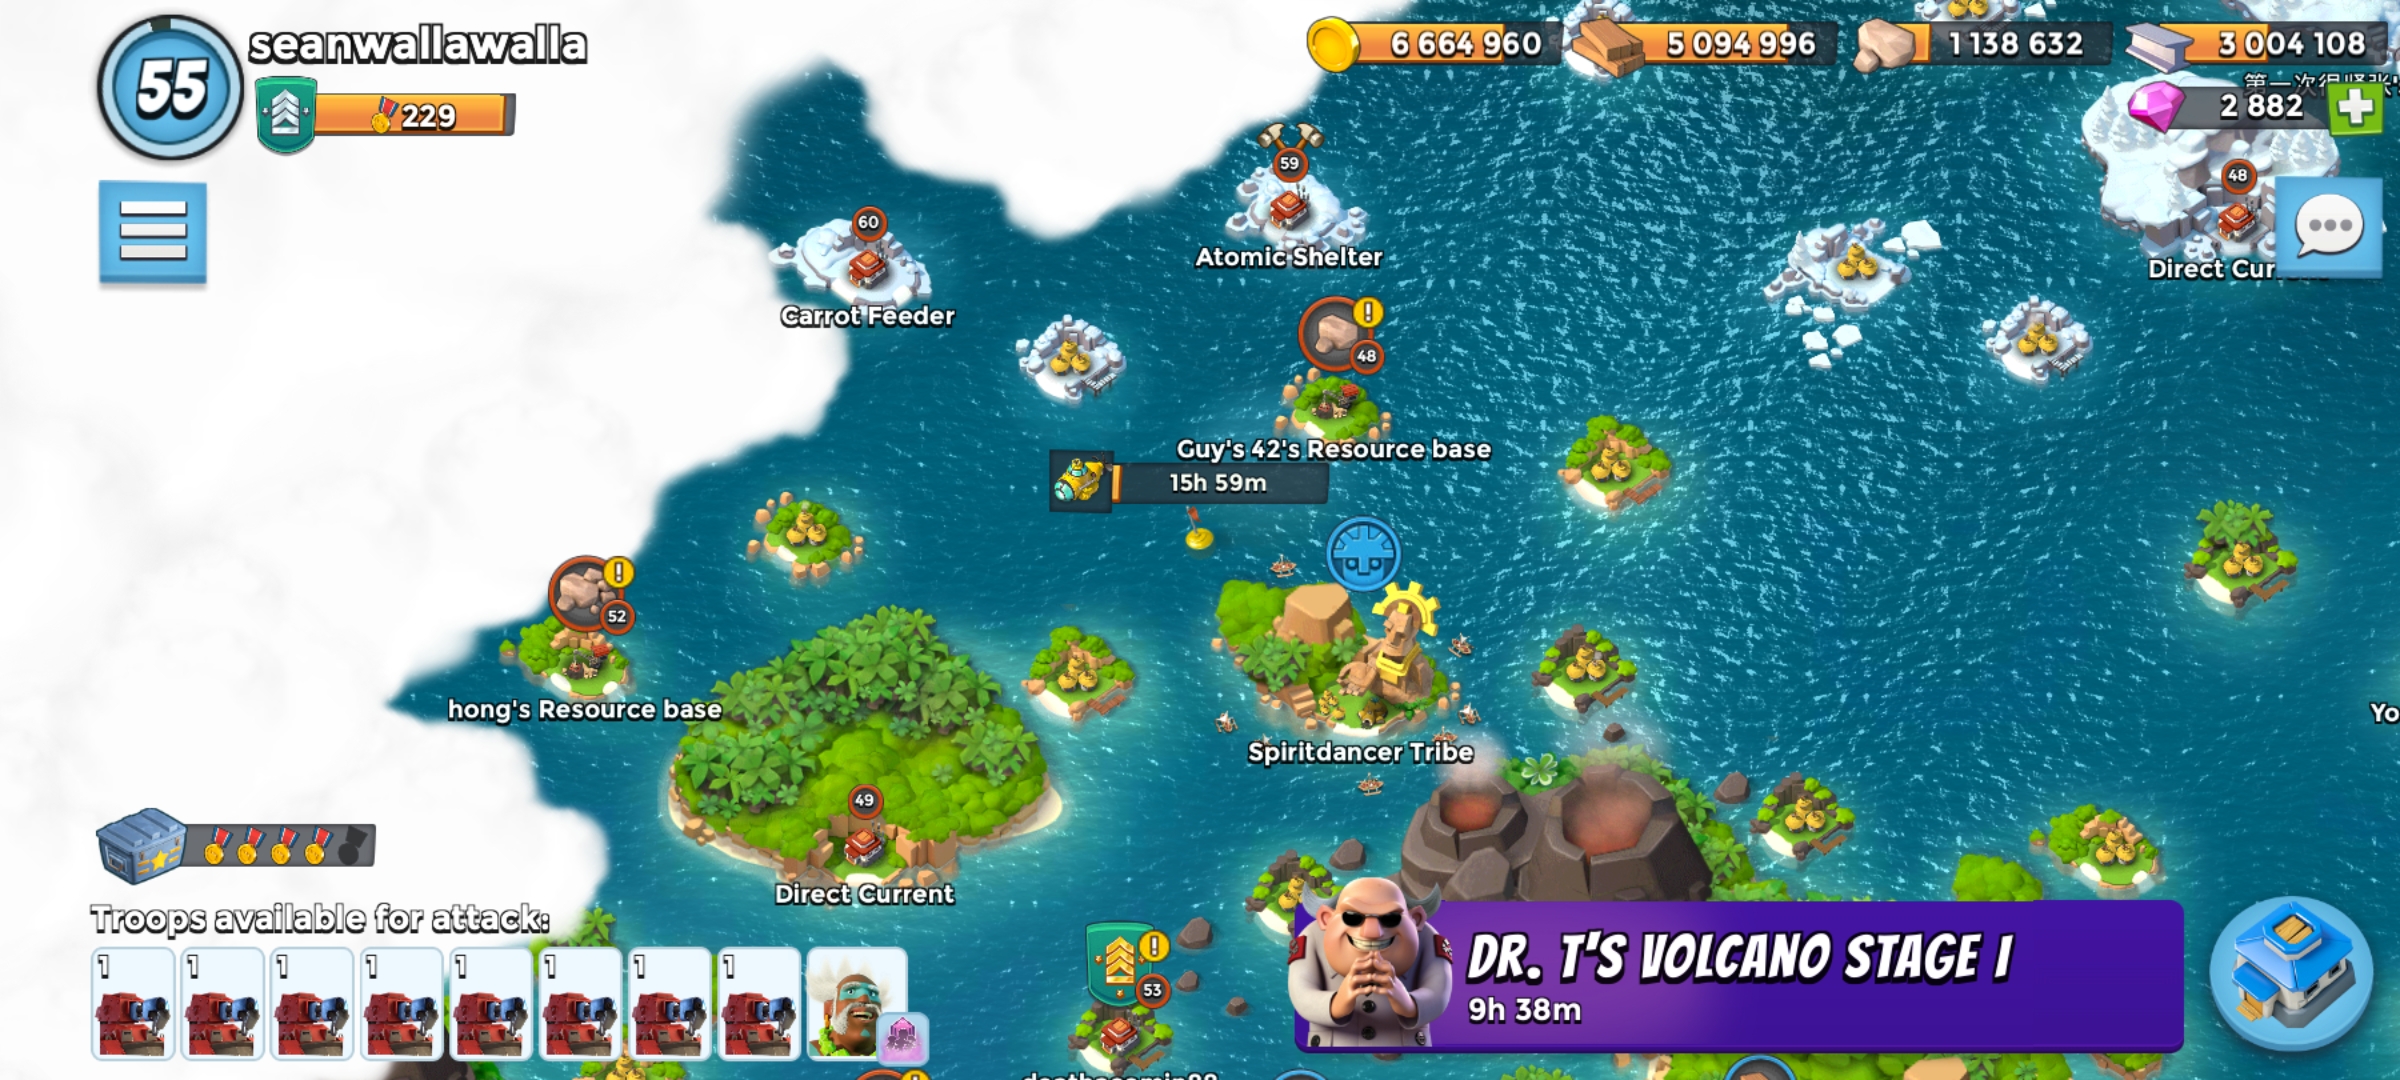 55
seanwallawalla
229
6 664 960
5 094 996
1 138 632
3 004 108
2 882
59
Atomic Shelter
60
Carrot Feeder
48
Direct Cur
48
Guy's 42's Resource base
15h 59m
52
hong's Resource base
Yo
Spiritdancer Tribe
49
Direct Current
Troops available for attack:
1
1
1
1
1
1
1
1
53
DR. T'S VOLCANO STAGE I
9h 38m